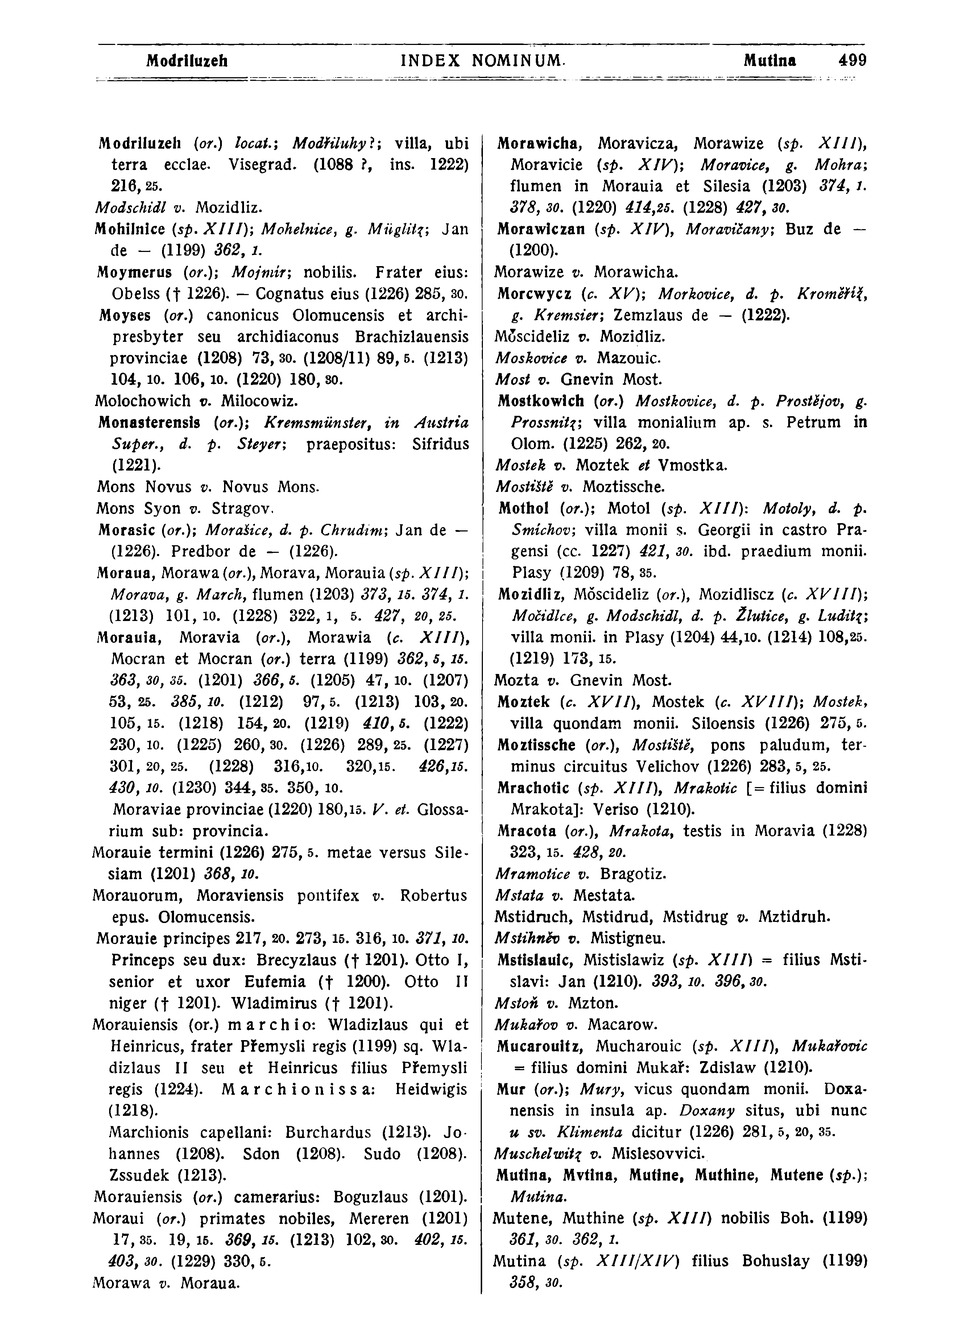 Modrlluzeh INDEX NOMINUM. Mutina 499
Modrlluzeh (or.) locat.; Modřiluhy?; villa, ubi
terra ecclae. Visegrad. (1088 ?, ins. 1222)
216, 25.
Modschidl v. Mozidliz.
Mohilnice (sp. XIII); Mohelnice, g. Müglitz; Jan
de — (1199) 362, 1.
Moymerus (or.); Mojmír; nobilis. Frater eius:
Obelss († 1226). — Cognatus eius (1226) 285, 30.
Moyses (or.) canonicus Olomucensis et archi-
presbyter seu archidiaconus Brachizlauensis
provinciae (1208) 73, 30. (1208/11) 89, 5. (1213)
104, 10. 106, 10. (1220) 180, 30.
Molochowich v. Milocowiz.
Monasterensis (or.); Kremsmünster, in Austria
Super., d. p. Steyer; praepositus: Sifridus
(1221).
Mons Novus v. Novus Mons.
Mons Syon v. Stragov.
Morasic (or.); Morašice, d. p. Chrudim; Jan de —
(1226). Predbor de — (1226).
Moraua, Morawa (or.), Morava, Morauia (sp. XIII);
Morava, g. March, flumen (1203) 373, 15. 374, 1.
(1213) 101, 10. (1228) 322, 1, 5. 427, 20, 25.
Morauia, Moravia (or.), Morawia (c. XIII),
Mocran et Mocran (or.) terra (1199) 362, 5, 15.
363, 30, 35. (1201) 366, 5. (1205) 47, 10. (1207)
53, 25. 385, 10. (1212) 97, 5. (1213) 103, 20.
105, 15. (1218) 154, 20. (1219) 410, 5. (1222)
230, 10. (1225) 260, 30. (1226) 289, 25. (1227)
301, 20, 25. (1228) 316,10. 320,15. 426,15.
430, 10. (1230) 344, 35. 350, 10.
Moraviae provinciae (1220) 180,15. V. et. Glossa-
rium sub: provincia.
Morauie termini (1226) 275, 5. metae versus Sile-
siam (1201) 368, 10.
Morauorum, Moraviensis pontifex v. Robertus
epus. Olomucensis.
Morauie principes 217, 20. 273, 15. 316, 10. 371, 10.
Princeps seu dux: Brecyzlaus († 1201). Otto I,
senior et uxor Eufemia († 1200). Otto II
niger († 1201). Wladimirus († 1201).
Morauiensis (or.) marchio: Wladizlaus qui et
Heinricus, frater Přemysli regis (1199) sq. Wla-
dizlaus II seu et Heinricus filius Přemysli
regis (1224). Marchionissa: Heidwigis
(1218).
Marchionis capellani: Burchardus (1213). Jo-
hannes (1208). Sdon (1208). Sudo (1208).
Zssudek (1213).
Morauiensis (or.) camerarius: Boguzlaus (1201).
Moraui (or.) primates nobiles, Mereren (1201)
17, 35. 19, 15. 369, 15. (1213) 102, 30. 402, 15.
403, 30. (1229) 330, 5.
Morawa v. Moraua.
Morawicha, Moravicza, Morawize (sp. XIII),
Moravicie (sp. XIV); Moravice, g. Mohra;
flumen in Morauia et Silesia (1203) 374, 1.
378, 30. (1220) 414,25. (1228) 427, 30.
Morawiczan (sp. XIV), Moravičany; Buz de —
(1200).
Morawize v. Morawicha.
Morcwycz (c. XV); Morkovice, d. p. Kroměříž,
g. Kremsier; Zemzlaus de — (1222).
Mo̊scideliz v. Mozidliz.
Moskovice v. Mazouic.
Most v. Gnevin Most.
Mostkowich (or.) Mostkovice, d. p. Prostějov, g.
Prossnitz; villa monialium ap. s. Petrum in
Olom. (1225) 262, 20.
Mostek v. Moztek et Vmostka.
Mostiště v. Moztissche.
Mothol (or.); Motol (sp. XIII): Motoly, d. p.
Smíchov; villa monii s. Georgii in castro Pra-
gensi (cc. 1227) 421, 30. ibd. praedium monii.
Plasy (1209) 78, 35.
Mozidliz, Mo̊scideliz (or.), Mozidliscz (c. XVIII);
Močidlce, g. Modschidl, d. p. Žlutice, g. Luditz;
villa monii. in Plasy (1204) 44,10. (1214) 108,25.
(1219) 173, 15.
Mozta v. Gnevin Most.
Moztek (c. XVII), Mostek (c. XVIII); Mostek,
villa quondam monii. Siloensis (1226) 275, 5.
Moztissche (or.), Mostiště, pons paludum, ter-
minus circuitus Velichov (1226) 283, 5, 25.
Mrachotic (sp. XIII), Mrakotic [= filius domini
Mrakota]: Veriso (1210).
Mracota (or.), Mrakota, testis in Moravia (1228)
323, 15. 428, 20.
Mramotice v. Bragotiz.
Mstata v. Mestata.
Mstidruch, Mstidrud, Mstidrug v. Mztidruh.
Mstihněv v. Mistigneu.
Mstislauic, Mistislawiz (sp. XIII) = filius Msti-
slavi: Jan (1210). 393, 10. 396, 30.
Mstoň v. Mzton.
Mukařov v. Macarow.
Mucarouitz, Mucharouic (sp. XIII), Mukařovic
= filius domini Mukař: Zdislaw (1210).
Mur (or.); Mury, vicus quondam monii. Doxa-
nensis in insula ap. Doxany situs, ubi nunc
u sv. Klimenta dicitur (1226) 281, 5, 20, 35.
Muschelwitz v. Mislesovvici.
Mutina, Mvtina, Mutine, Muthine, Mutene (sp.);
Mutina.
Mutene, Muthine (sp. XIII) nobilis Boh. (1199)
361, 30. 362, 1.
Mutina (sp. XIII/XIV) filius Bohuslay (1199)
358, 30.